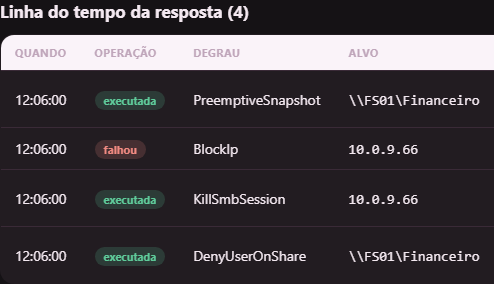 Linha do tempo da resposta (4)
QUANDO OPERAÇÃO DEGRAU ALVO
12:06:00 executada PreemptiveSnapshot \\FS01\Financeiro
12:06:00 falhou BlockIp 10.0.9.66
12:06:00 executada KillSmbSession 10.0.9.66
12:06:00 executada DenyUserOnShare \\FS01\Financeiro